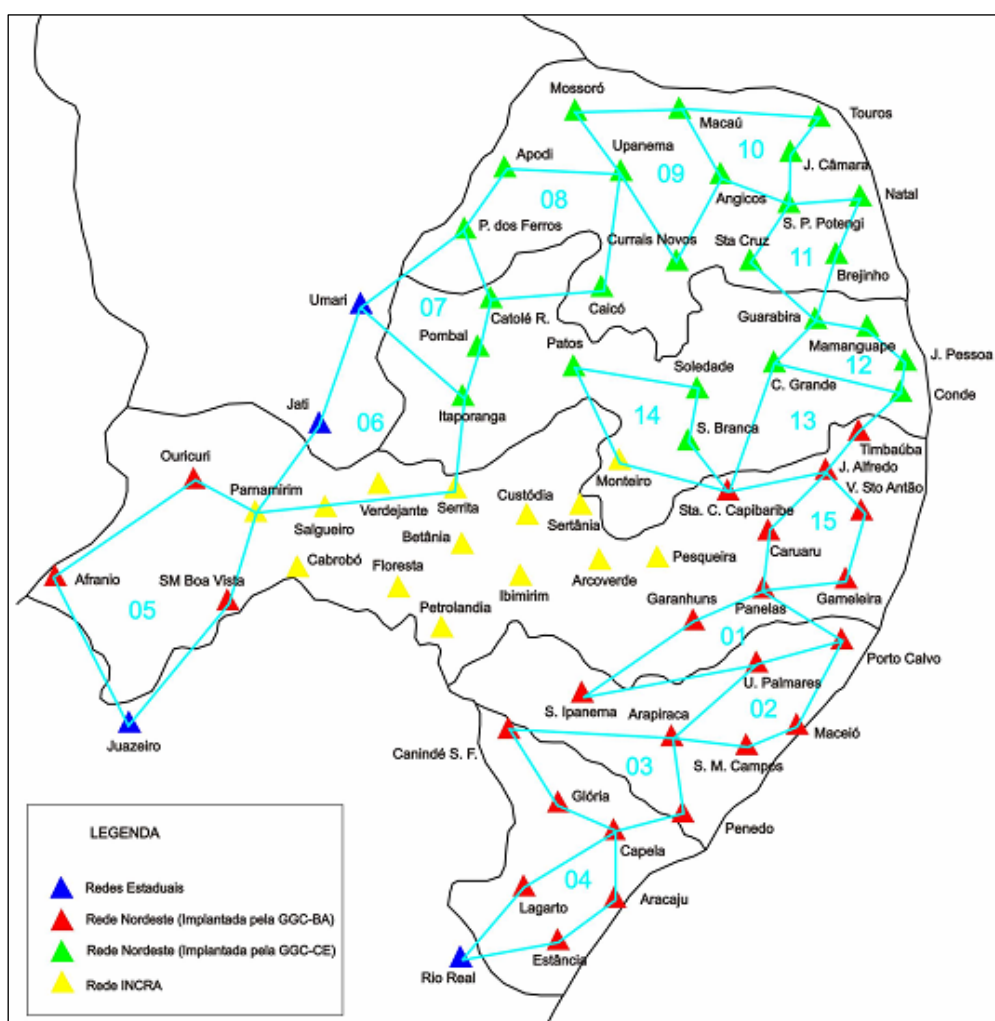 Mossoró
Macaû
Touros
Upanema
10
J. Câmara
Apodi
09
Angicos
Natal
08
S. P. Potengi
P. dos Ferros
Currais Novos
Sta Cruz
11
Brejinho
Umari
07
Catolé R.
Caicó
Guarabira
Mamanguape
Pombal
Patos
Soledade
12
J. Pessoa
C. Grande
Conde
Jati
Itaporanga
14
13
06
S. Branca
Timbaúba
Ouricuri
Monteiro
J. Alfredo
Parnamirim
Verdejante
Serrita
Custódia
Sta. C. Capibaribe
V. Sto Antão
Salgueiro
Sertânia
15
Betânia
Caruaru
Cabrobó
Pesqueira
Afranio
SM Boa Vista
Floresta
Arcoverde
Ibimirim
Garanhuns
Panelas
Gameleira
05
Petrolandia
01
Porto Calvo
U. Palmares
S. Ipanema
Arapiraca
02
Juazeiro
Canindé S. F.
Maceió
03
S. M. Campos
Glória
Penedo
LEGENDA
Capela
04
Redes Estaduais
Lagarto
Aracaju
Rede Nordeste (Implantada pela GGC-BA)
Rede Nordeste (Implantada pela GGC-CE)
Estância
Rio Real
Rede INCRA